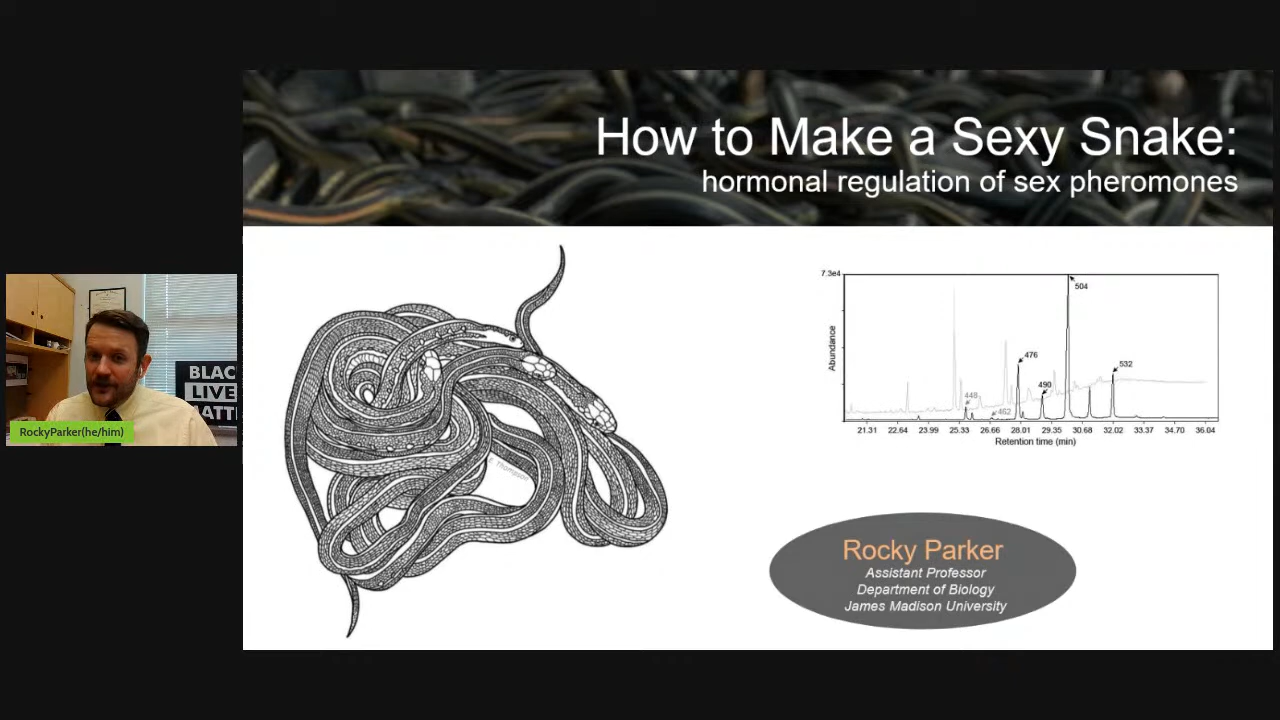 How to Make a Sexy Snake:
hormonal regulation of sex pheromones
BLACK
LIVE
MATT
RockyParker(he/him)
E. Thompson
7.3e4
504
476
532
490
448
462
Abundance
21.31 22.64 23.99 25.33 26.66 28.01 29.35 30.68 32.02 33.37 34.70 36.04
Retention time (min)
Rocky Parker
Assistant Professor
Department of Biology
James Madison University